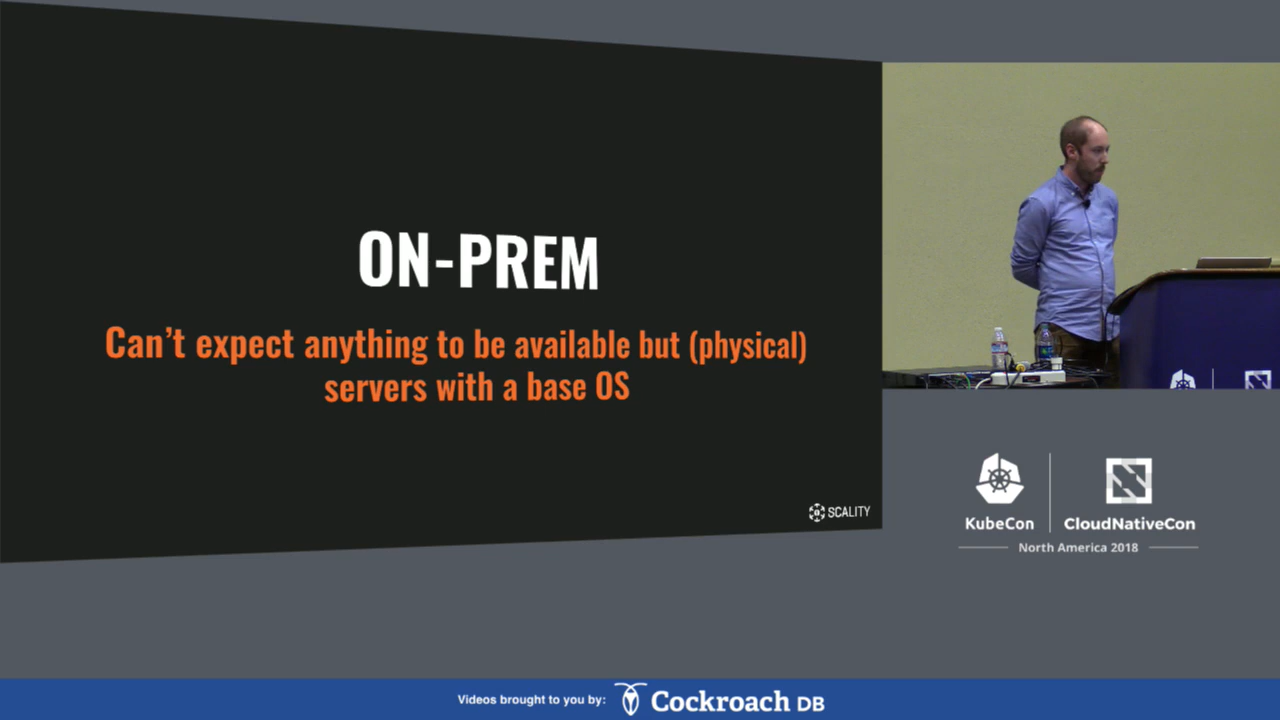 ON-PREM
Can't expect anything to be available but (physical)
servers with a base OS
SCALITY
KubeCon
CloudNativeCon
North America 2018
Videos brought to you by:
Cockroach DB